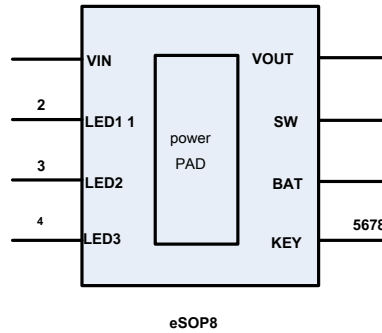 VIN VOUT
2
LED1 1 SW
power
3 PAD
LED2 BAT
4 5678
LED3 KEY
eSOP8